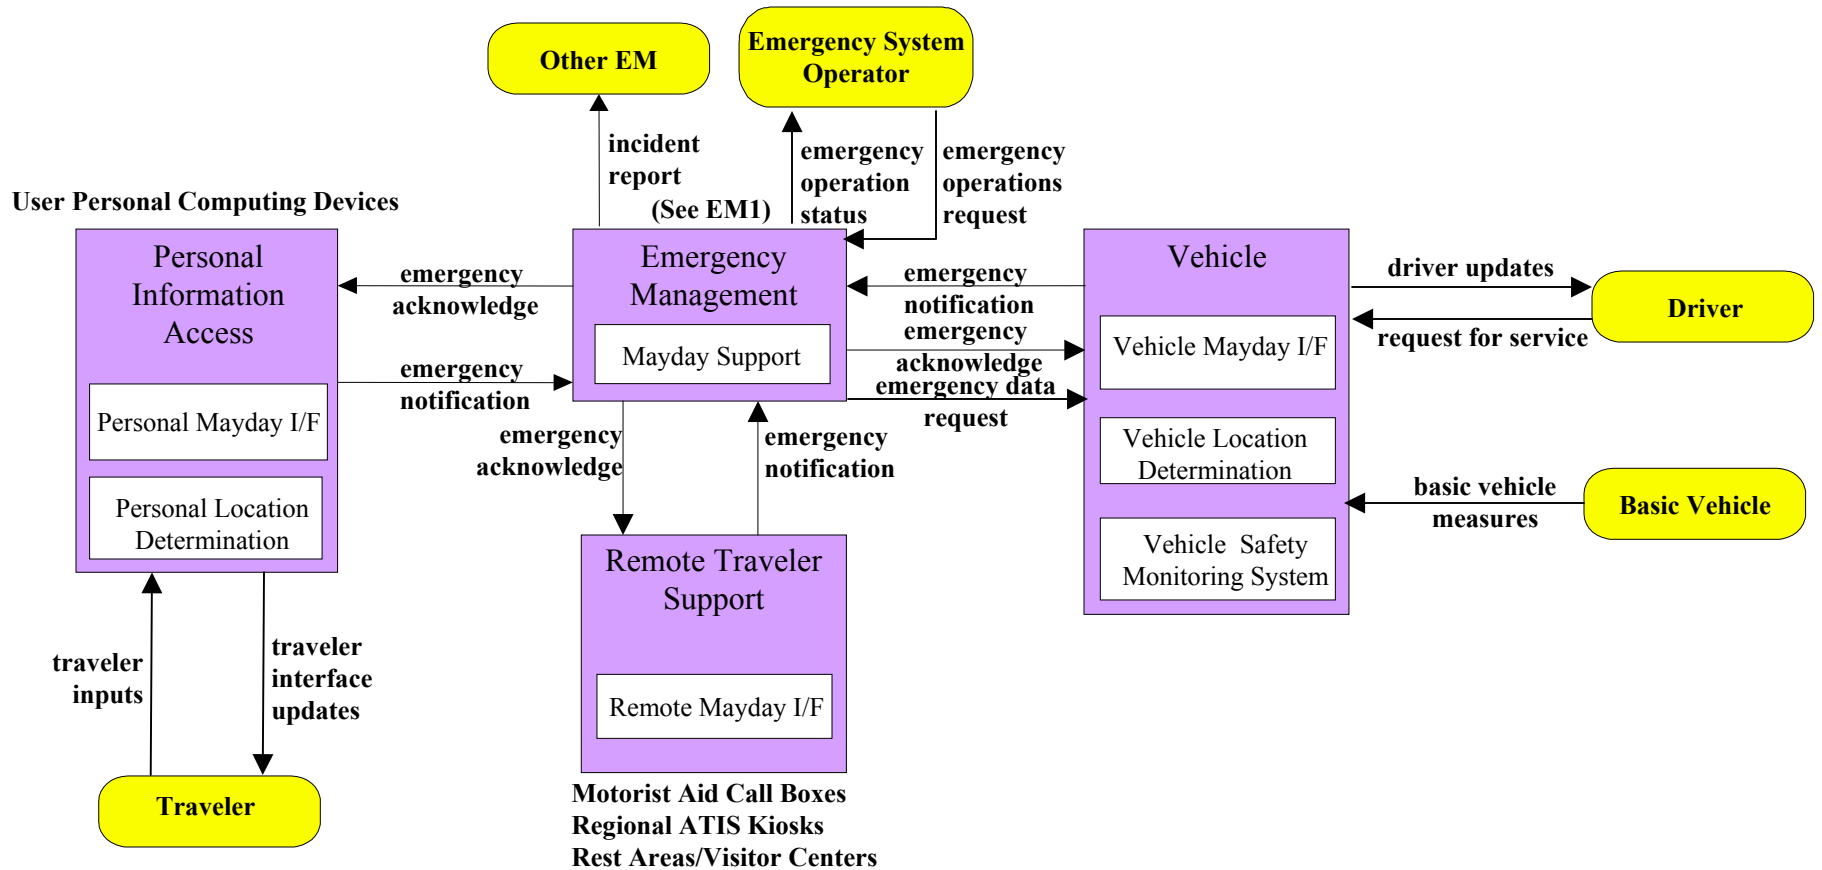 Other EM
Emergency System
Operator
incident
report
(See EM1)
emergency
operation
status
emergency
operations
request
User Personal Computing Devices
Personal
Information
Access
Personal Mayday I/F
Personal Location
Determination
emergency
acknowledge
emergency
notification
Emergency
Management
Mayday Support
emergency
notification
emergency
acknowledge
emergency data
request
Vehicle
Vehicle Mayday I/F
Vehicle Location
Determination
Vehicle Safety
Monitoring System
driver updates
request for service
Driver
basic vehicle
measures
Basic Vehicle
emergency
acknowledge
emergency
notification
Remote Traveler
Support
Remote Mayday I/F
traveler
inputs
traveler
interface
updates
Traveler
Motorist Aid Call Boxes
Regional ATIS Kiosks
Rest Areas/Visitor Centers